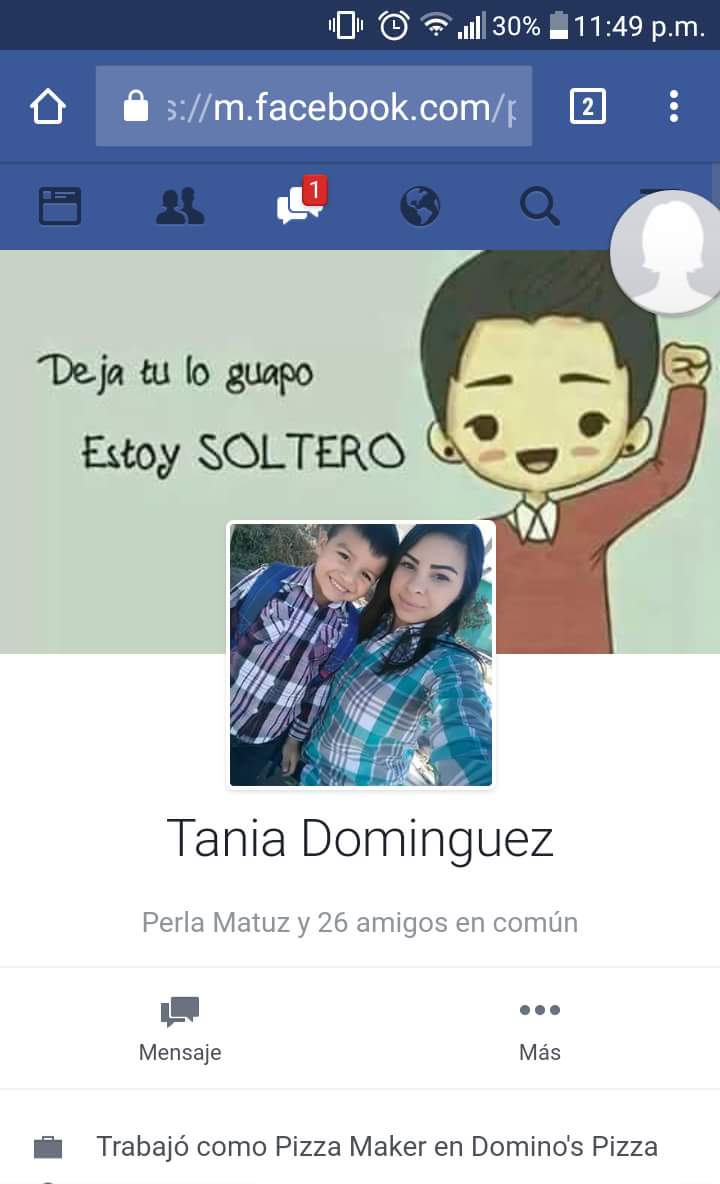 30% 11:49 p.m.
s://m.facebook.com/p
2
1
Deja tu lo guapo
Estoy SOLTERO
Tania Dominguez
Perla Matuz y 26 amigos en común
Mensaje
Más
Trabajó como Pizza Maker en Domino's Pizza